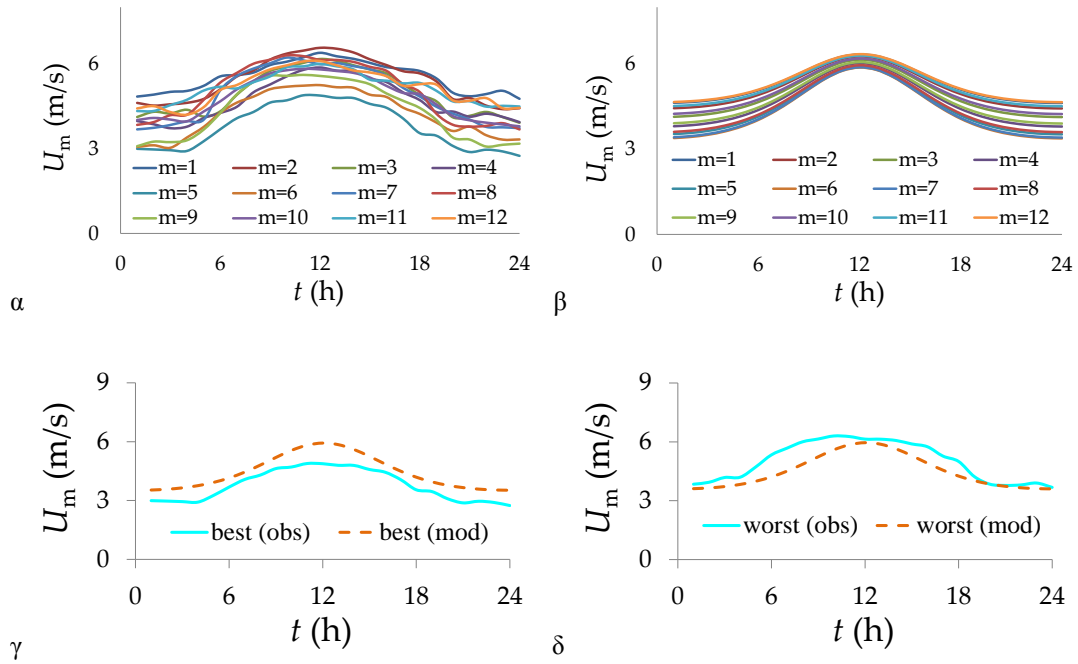 6
3
0
U_m (m/s)
m=1 m=2 m=3 m=4
m=5 m=6 m=7 m=8
m=9 m=10 m=11 m=12
0 6 12 18 24
t (h)
α
6
3
0
U_m (m/s)
m=1 m=2 m=3 m=4
m=5 m=6 m=7 m=8
m=9 m=10 m=11 m=12
0 6 12 18 24
t (h)
β
9
6
3
0
U_m (m/s)
best (obs) best (mod)
0 6 12 18 24
t (h)
γ
9
6
3
0
U_m (m/s)
worst (obs) worst (mod)
0 6 12 18 24
t (h)
δ